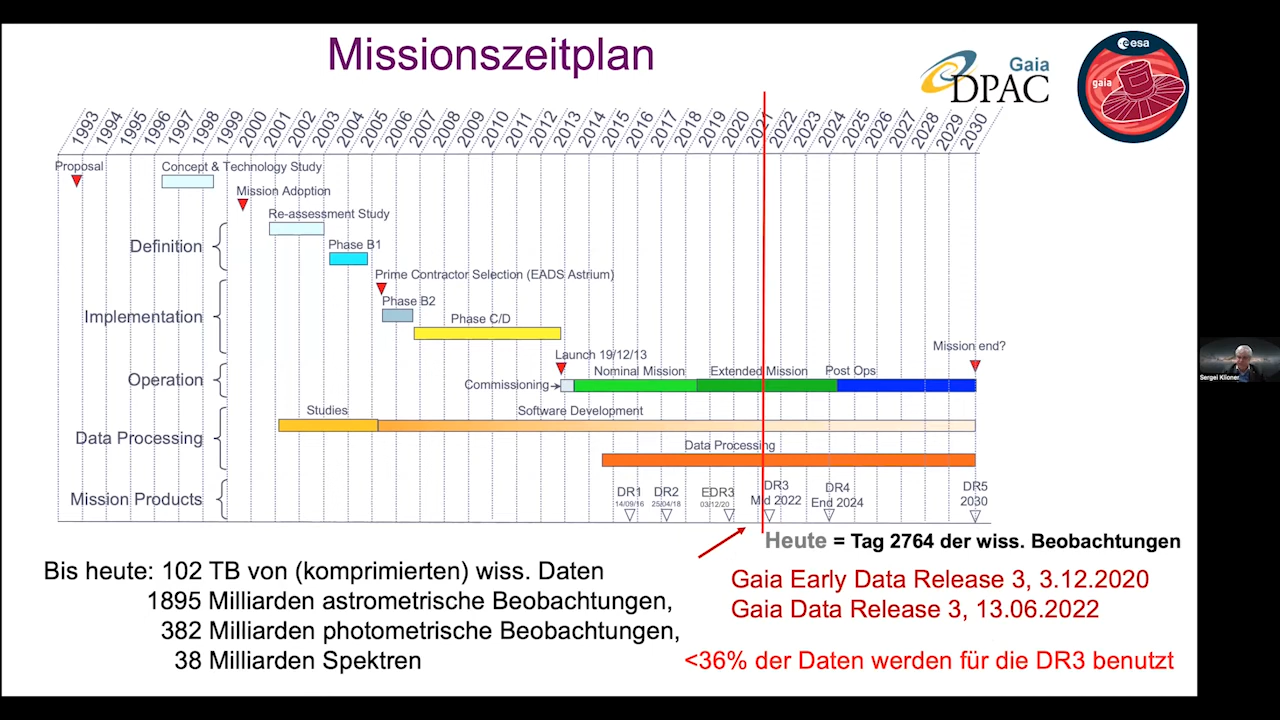 Missionszeitplan
Gaia
DPAC
esa
gaia
1993 1994 1995 1996 1997 1998 1999 2000 2001 2002 2003 2004 2005 2006 2007 2008 2009 2010 2011 2012 2013 2014 2015 2016 2017 2018 2019 2020 2021 2022 2023 2024 2025 2026 2027 2028 2029 2030
Proposal
Concept & Technology Study
Mission Adoption
Re-assessment Study
Definition
Phase B1
Prime Contractor Selection (EADS Astrium)
Phase B2
Implementation
Phase C/D
Launch 19/12/13
Mission end?
Nominal Mission Extended Mission Post Ops
Operation
Commissioning
Studies Software Development
Data Processing
Data Processing
Mission Products
DR1 DR2 EDR3 DR3 DR4 DR5
14/09/16 25/04/18 03/12/20 Mid 2022 End 2024 2030
Heute = Tag 2764 der wiss. Beobachtungen
Bis heute: 102 TB von (komprimierten) wiss. Daten
1895 Milliarden astrometrische Beobachtungen,
382 Milliarden photometrische Beobachtungen,
38 Milliarden Spektren
Gaia Early Data Release 3, 3.12.2020
Gaia Data Release 3, 13.06.2022
<36% der Daten werden für die DR3 benutzt
Sergei Klioner